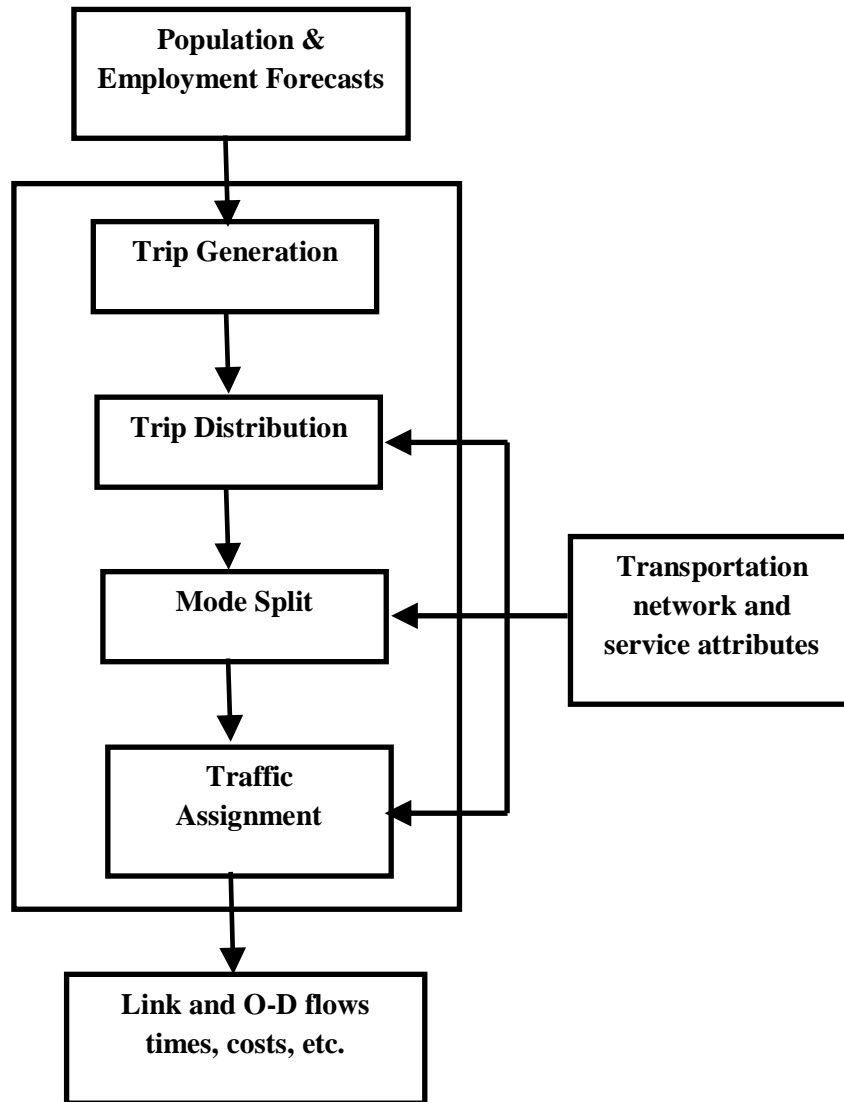 Population &
Employment Forecasts
Trip Generation
Trip Distribution
Mode Split
Transportation
network and
service attributes
Traffic
Assignment
Link and O-D flows
times, costs, etc.